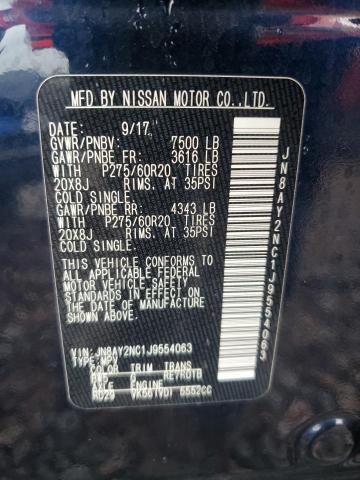 MFD BY NISSAN MOTOR CO.,LTD.
DATE: 9/17
GVWR/PNBV: 7500 LB
GAWR/PNBE FR: 3616 LB
WITH P275/60R20 TIRES
20X8J RIMS. AT 35PSI
COLD SINGLE.
GAWR/PNBE RR: 4343 LB
WITH P275/60R20 TIRES
20X8J RIMS. AT 35PSI
COLD SINGLE.
THIS VEHICLE CONFORMS TO
ALL APPLICABLE FEDERAL
MOTOR VEHICLE SAFETY
STANDARDS IN EFFECT ON THE
DATE OF MANUFACTURE
VIN: JN8AY2NC1J9554063
TYPE: MPV
COLOR TRIM TRANS
ENGINE
VK56(VD) 5552CC
JN8AY2NC1J9554063